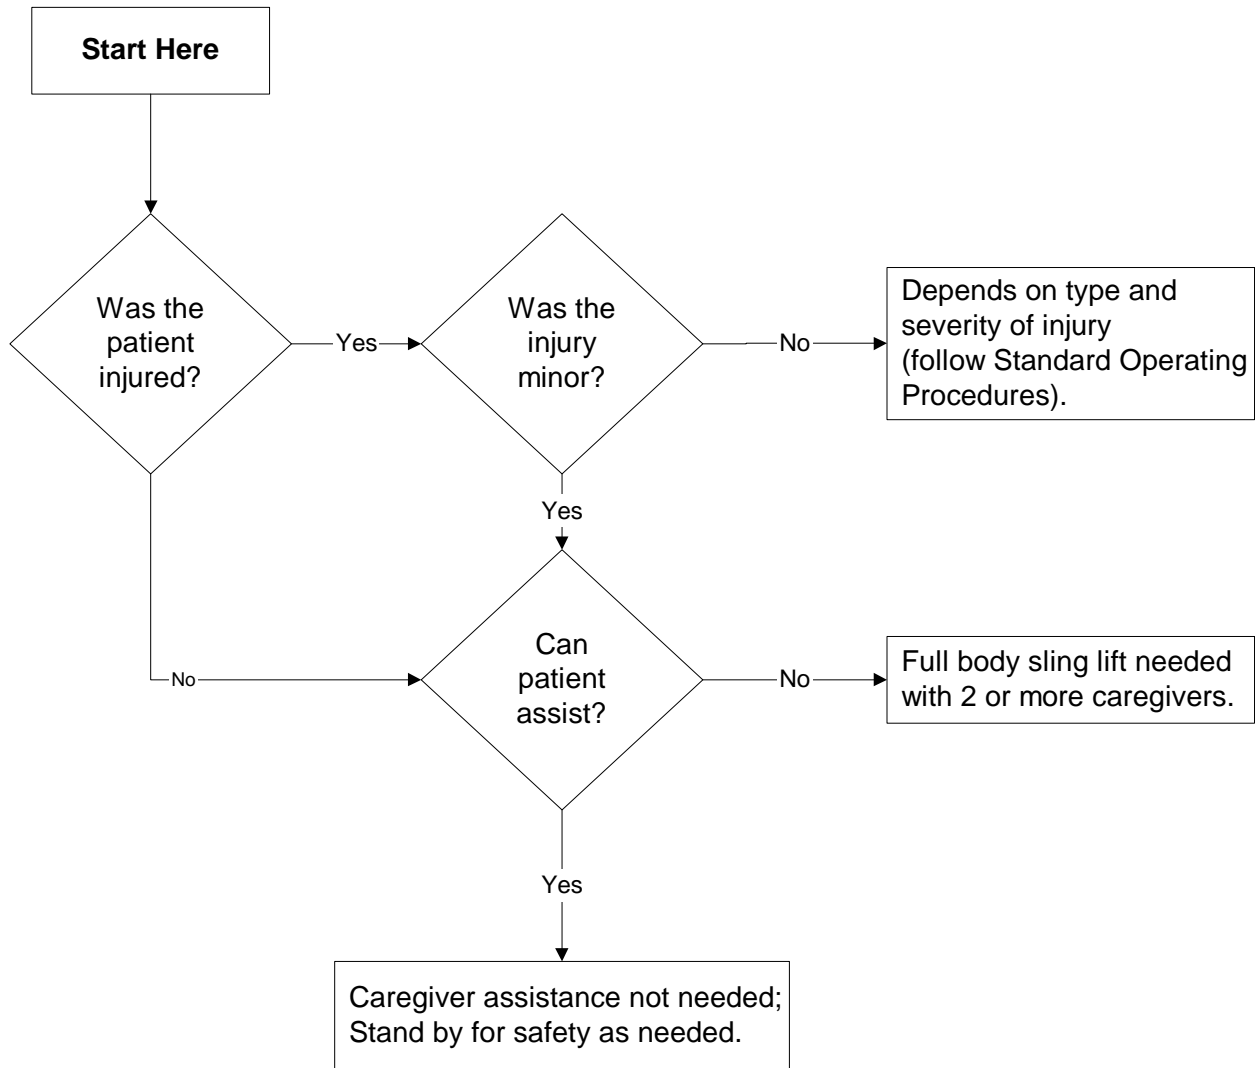 Start Here
Was the
patient
injured?
Yes
Was the
injury
minor?
No
Depends on type and
severity of injury
(follow Standard Operating
Procedures).
Yes
No
Can
patient
assist?
No
Full body sling lift needed
with 2 or more caregivers.
Yes
Caregiver assistance not needed;
Stand by for safety as needed.